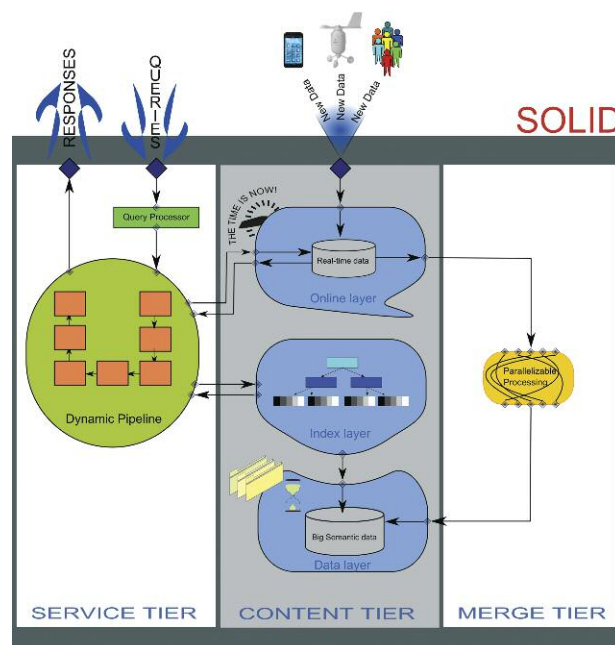 RESPONSES
QUERIES
New Data
New Data
New Data
SOLID
Query Processor
THE TIME IS NOW!
Real-time data
Online layer
Parallelizable
Processing
Dynamic Pipeline
Index layer
Big Semantic data
Data layer
SERVICE TIER
CONTENT TIER
MERGE TIER